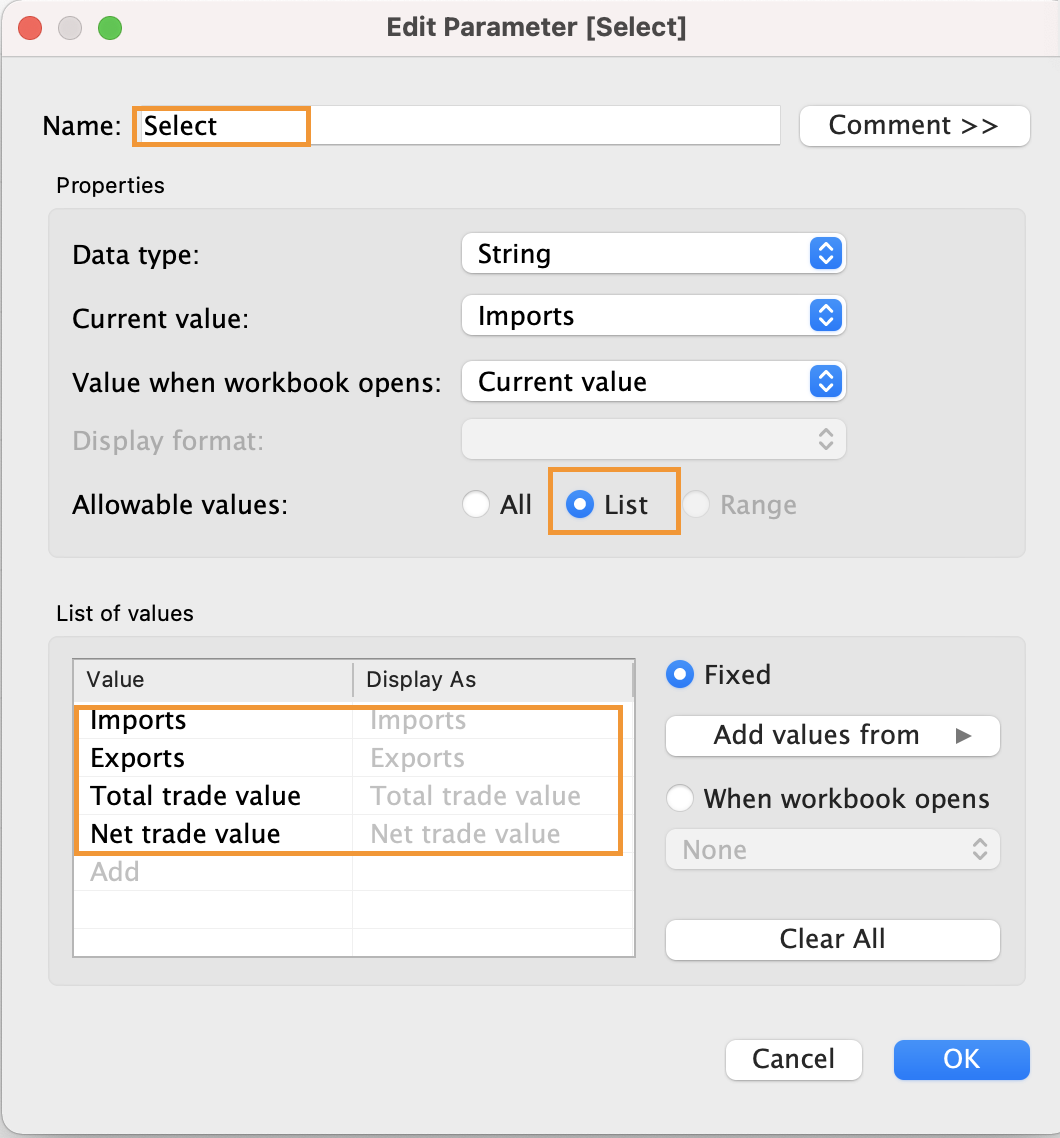 Edit Parameter [Select]
Name: Select Comment >>
Properties
Data type: String
Current value: Imports
Value when workbook opens: Current value
Display format:
Allowable values: All List Range
List of values
Value Display As
Imports Imports
Exports Exports
Total trade value Total trade value
Net trade value Net trade value
Add
Fixed
Add values from
When workbook opens
None
Clear All
Cancel OK